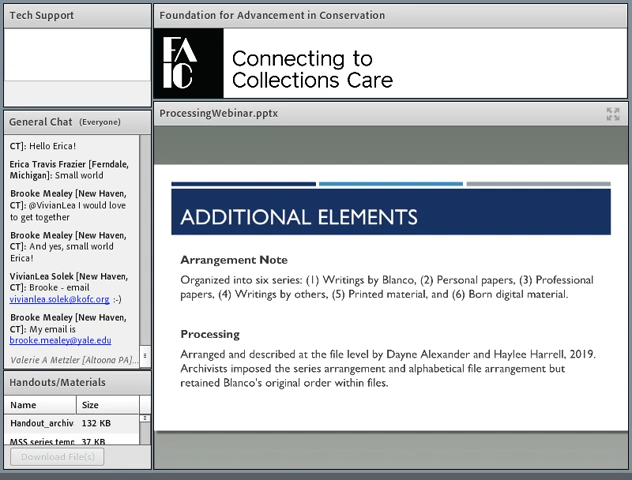 Tech Support
Foundation for Advancement in Conservation
FA
IC
Connecting to
Collections Care
General Chat (Everyone)
CT]: Hello Erica!
Erica Travis Frazier [Ferndale,
Michigan]: Small world
Brooke Mealey [New Haven,
CT]: @VivianLea I would love
to get together
Brooke Mealey [New Haven,
CT]: And yes, small world
Erica!
VivianLea Solek [New Haven,
CT]: Brooke - email
vivianlea.solek@kofc.org :-)
Brooke Mealey [New Haven,
CT]: My email is
brooke.mealey@yale.edu
Valerie A Metzler [Altoona PA]...
Handouts/Materials
Name Size
Handout_archiv 132 KB
MSS series temp 37 KB
Download File(s)
ProcessingWebinar.pptx
ADDITIONAL ELEMENTS
Arrangement Note
Organized into six series: (1) Writings by Blanco, (2) Personal papers, (3) Professional
papers, (4) Writings by others, (5) Printed material, and (6) Born digital material.
Processing
Arranged and described at the file level by Dayne Alexander and Haylee Harrell, 2019.
Archivists imposed the series arrangement and alphabetical file arrangement but
retained Blanco's original order within files.